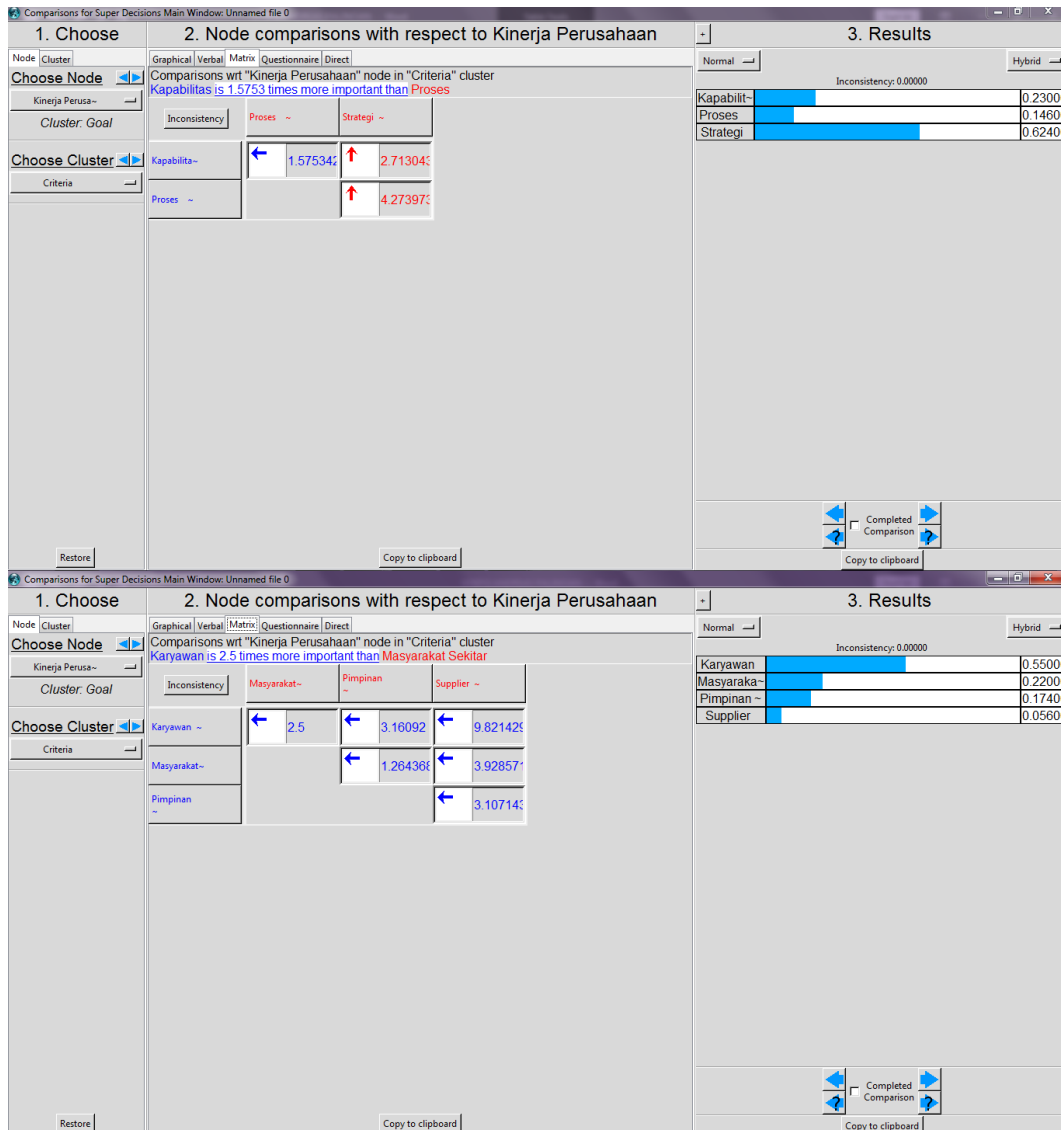 Comparisons for Super Decisions Main Window: Unnamed file 0
1. Choose
2. Node comparisons with respect to Kinerja Perusahaan
+
3. Results
Node Cluster
Graphical Verbal Matrix Questionnaire Direct
Normal
Hybrid
Choose Node
Comparisons wrt "Kinerja Perusahaan" node in "Criteria" cluster
Kapabilitas is 1.5753 times more important than Proses
Inconsistency: 0.00000
Kinerja Perusa~
Cluster: Goal
Inconsistency
Proses ~
Strategi ~
Kapabilit~ 0.2300
Proses 0.1460
Strategi 0.6240
Choose Cluster
Criteria
Kapabilita~ 1.575342 2.713043
Proses ~ 4.273973
Completed
Comparison
Restore
Copy to clipboard
Copy to clipboard
Comparisons for Super Decisions Main Window: Unnamed file 0
1. Choose
2. Node comparisons with respect to Kinerja Perusahaan
+
3. Results
Node Cluster
Graphical Verbal Matrix Questionnaire Direct
Normal
Hybrid
Choose Node
Comparisons wrt "Kinerja Perusahaan" node in "Criteria" cluster
Karyawan is 2.5 times more important than Masyarakat Sekitar
Inconsistency: 0.00000
Kinerja Perusa~
Cluster: Goal
Inconsistency
Masyarakat~
Pimpinan
~
Supplier ~
Karyawan 0.5500
Masyaraka~ 0.2200
Pimpinan ~ 0.1740
Supplier 0.0560
Choose Cluster
Criteria
Karyawan ~ 2.5 3.16092 9.821429
Masyarakat~ 1.264368 3.928571
Pimpinan
~
3.107143
Completed
Comparison
Restore
Copy to clipboard
Copy to clipboard